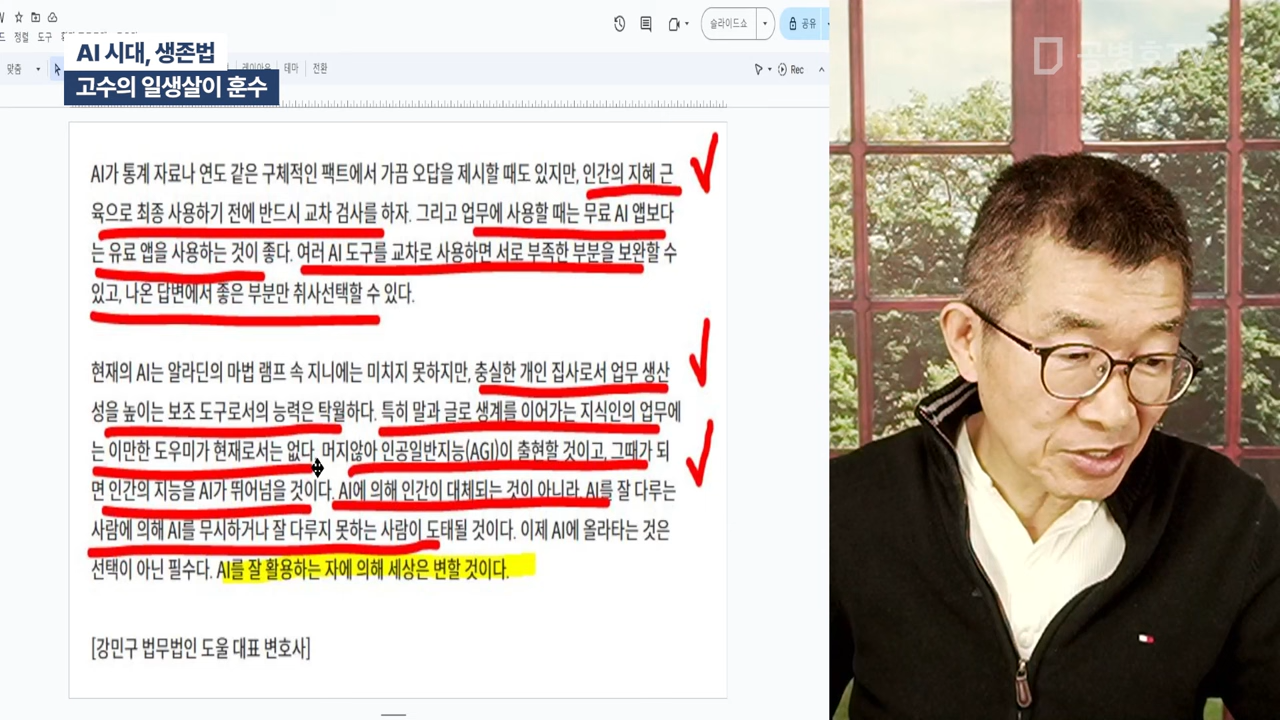 정렬 도구
AI 시대, 생존법
고수의 일생살이 훈수
맞춤
테마
전환
슬라이드쇼
공유
Rec
공병호TV
AI가 통계 자료나 연도 같은 구체적인 팩트에서 가끔 오답을 제시할 때도 있지만, 인간의 지혜 근
육으로 최종 사용하기 전에 반드시 교차 검사를 하자. 그리고 업무에 사용할 때는 무료 AI 앱보다
는 유료 앱을 사용하는 것이 좋다. 여러 AI 도구를 교차로 사용하면 서로 부족한 부분을 보완할 수
있고, 나온 답변에서 좋은 부분만 취사선택할 수 있다.
현재의 AI는 알라딘의 마법 램프 속 지니에는 미치지 못하지만, 충실한 개인 집사로서 업무 생산
성을 높이는 보조 도구로서의 능력은 탁월하다. 특히 말과 글로 생계를 이어가는 지식인의 업무에
는 이만한 도우미가 현재로서는 없다. 머지않아 인공일반지능(AGI)이 출현할 것이고, 그때가 되
면 인간의 지능을 AI가 뛰어넘을 것이다. AI에 의해 인간이 대체되는 것이 아니라, AI를 잘 다루는
사람에 의해 AI를 무시하거나 잘 다루지 못하는 사람이 도태될 것이다. 이제 AI에 올라타는 것은
선택이 아닌 필수다. AI를 잘 활용하는 자에 의해 세상은 변할 것이다.
[강민구 법무법인 도울 대표 변호사]